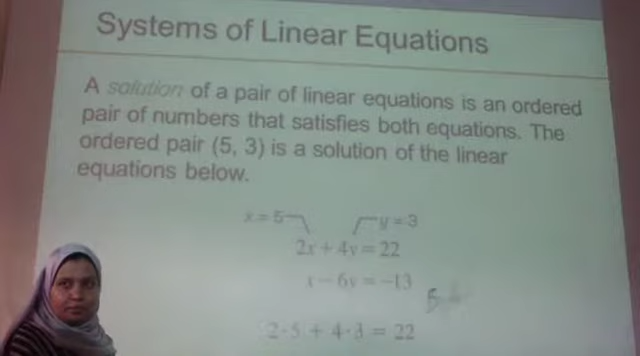 Systems of Linear Equations
A solution of a pair of linear equations is an ordered
pair of numbers that satisfies both equations. The
ordered pair (5, 3) is a solution of the linear
equations below.
x = 5 y = 3
2x + 4y = 22
x − 6y = −13
5
2·5 + 4·3 = 22